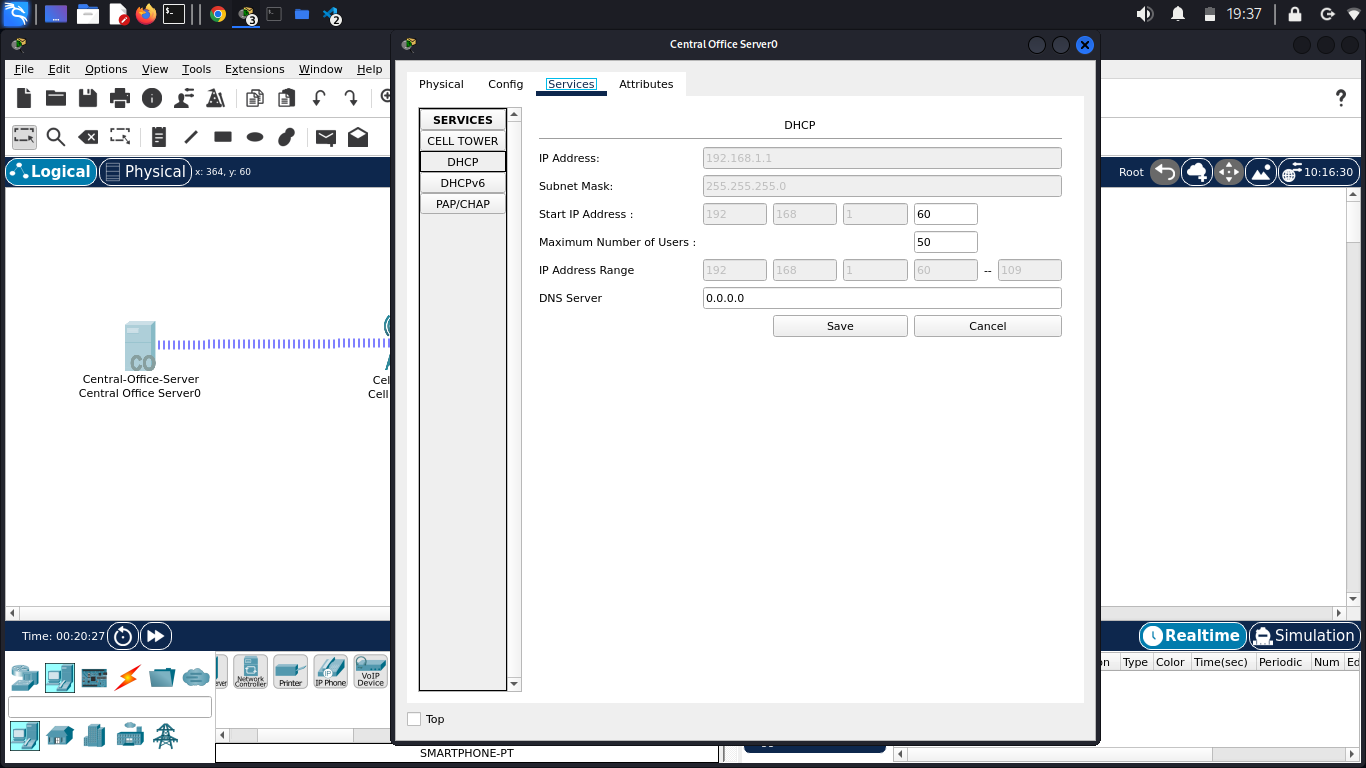 3
2
19:37
Central Office Server0
File Edit Options View Tools Extensions Window Help
Physical Config Services Attributes
?
SERVICES
CELL TOWER
DHCP
DHCPv6
PAP/CHAP
DHCP
IP Address: 192.168.1.1
Subnet Mask: 255.255.255.0
Start IP Address : 192 168 1 60
Maximum Number of Users : 50
IP Address Range 192 168 1 60 -- 109
DNS Server 0.0.0.0
Save Cancel
Logical Physical x: 364, y: 60
Root 10:16:30
CO
Central-Office-Server
Central Office Server0
Cel
Cell
Time: 00:20:27
Realtime Simulation
Network Controller
Printer
IP
IP Phone
VoIP Device
on Type Color Time(sec) Periodic Num Ed
Top
SMARTPHONE-PT